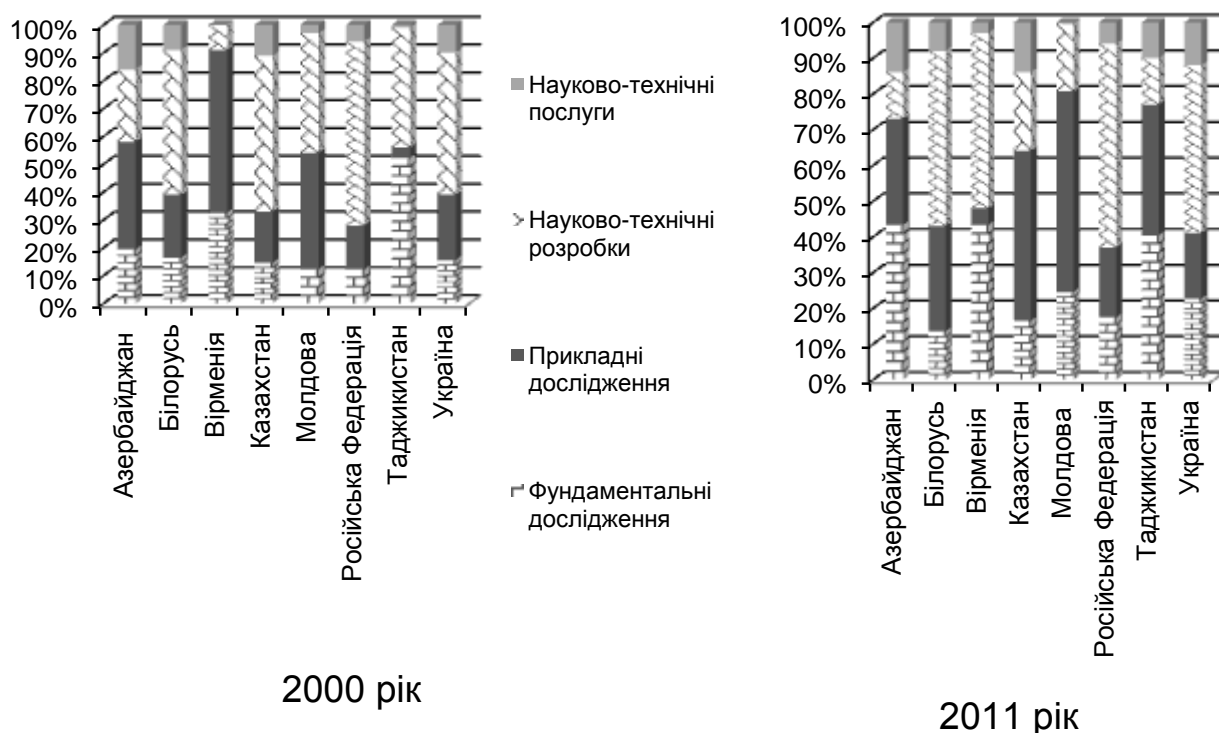 100%
90%
80%
70%
60%
50%
40%
30%
20%
10%
0%
Азербайджан
Білорусь
Вірменія
Казахстан
Молдова
Російська Федерація
Таджикистан
Україна
2000 рік
Науково-технічні
послуги
Науково-технічні
розробки
Прикладні
дослідження
Фундаментальні
дослідження
100%
90%
80%
70%
60%
50%
40%
30%
20%
10%
0%
Азербайджан
Білорусь
Вірменія
Казахстан
Молдова
Російська Федерація
Таджикистан
Україна
2011 рік